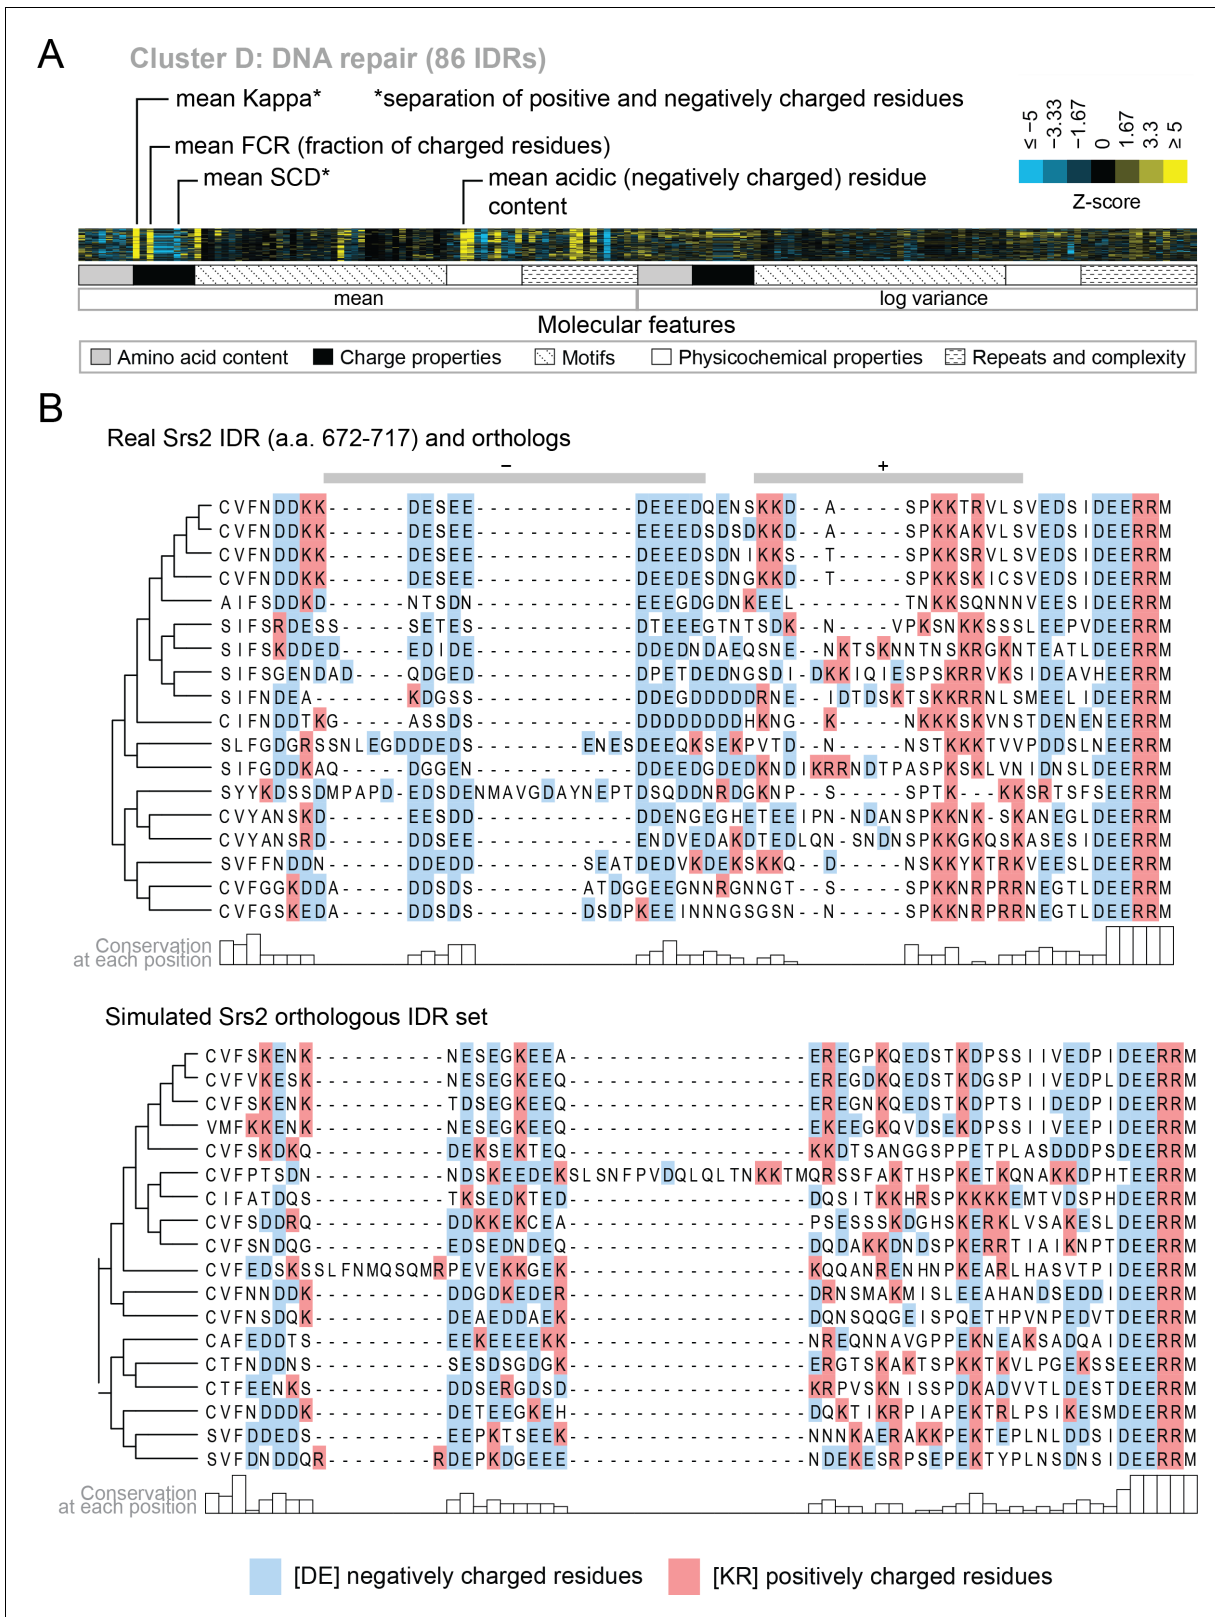 A
Cluster D: DNA repair (86 IDRs)
mean Kappa*
*separation of positive and negatively charged residues
mean FCR (fraction of charged residues)
mean SCD*
mean acidic (negatively charged) residue
content
≤ −5
−3.33
−1.67
0
1.67
3.3
≥ 5
Z-score
mean
log variance
Molecular features
Amino acid content
Charge properties
Motifs
Physicochemical properties
Repeats and complexity
B
Real Srs2 IDR (a.a. 672-717) and orthologs
−
+
CVFNDDKK------DESEE------------DEEEDQENSKKD--A-----SPKKTRVLSVEDSIDEERRM
CVFNDDKK------DESEE------------EEEEDSDSDKKD--A-----SPKKAKVLSVEDSIDEERRM
CVFNDDKK------DESEE------------DEEEDSDNIKKS--T-----SPKKSRVLSVEDSIDEERRM
CVFNDDKK------DESEE------------DEEDESDNGKKD--T-----SPKKSKICSVEDSIDEERRM
AIFSDDKD------NTSDN------------EEEGDGDNKEEL--------TNKKSQNNNVEESIDEERRM
SIFSRDESS-----SETES------------DTEEEGTNTSDK--N----VPKSNKKSSSLEEPVDEERRM
SIFSKDDED-----EDIDE------------DDEDNDAEQSNE--NKTSKNNTNSKRGKNTEATLDEERRM
SIFSGENDAD----QDGED------------DPETDEDNGSDI-DKKIQIESPSKRRVKSIDEAVHEERRM
SIFNDEA-------KDGSS------------DDEGDDDDDRNE--IDTDSKTSKKRRNLSMEELIDEERRM
CIFNDDTKG-----ASSDS------------DDDDDDDDHKNG--K-----NKKKSKVNSTDENENEERRM
SLFGDGRSSNLEGDDDEDS--------ENESDEEQKSEKPVTD--N-----NSTKKKTVVPDDSLNEERRM
SIFGDDKAQ-----DGGEN------------DDEEDGDEDKNDIKRRNDTPASPKSKLVNIDNSLDEERRM
SYYKDSSDMPAPD-EDSDENMAVGDAYNEPTDSQDDNRDGKNP--S-----SPTK---KKSRTSFSEERRM
CVYANSKD------EESDD------------DDENGEGHETEEIPN--NDANSPKKNK-SKANEGLDEERRM
CVYANSRD------DDSEE------------ENDVEDAKDTEDLQN--SNDNSPKKGKQSKASESIDEERRM
SVFFNDDN------DDEDD--------SEATDEDVKDEKSKKQ--D-----NSKKYKTRKVEESLDEERRM
CVFGGKDDA-----DDSDS--------ATDGGEEGNNRGNNGT--S-----SPKKNRPRRNEGTLDEERRM
CVFGSKEDA-----DDSDS--------DSDPKEEINNNGSGSN--N-----SPKKNRPRRNEGTLDEERRM
Conservation
at each position
Simulated Srs2 orthologous IDR set
CVFSKENK----------NESEGKEEA------------------EREGPKQEDSTKDPSSIIVEDPIDEERRM
CVFVKESK----------NESEGKEEQ------------------EREGDKQEDSTKDGSPIIVEDPLDEERRM
CVFSKENK----------TDSEGKEEQ------------------EREGNKQEDSTKDPTSIIDEDPIDEERRM
VMFKKENK----------NESEGKEEQ------------------EKEEGKQVDSEKDPSSIIVEEPIDEERRM
CVFSKDKQ----------DEKSEKTEQ------------------KKDTSANGGSPPETPLASDDDPSDEERRM
CVFPTSDN----------NDSKEEDEKSLSNFPVDQLQLTNKKTMQRSSFAKTHSPKETKQNAKKDPHTEERRM
CIFATDQS----------TKSEDKTED------------------DQSITKKHRSPKKKKEMTVDSPHDEERRM
CVFSDDRQ----------DDKKEKCEA------------------PSESSSKDGHSKERKLVSAKESLDEERRM
CVFSNDQG----------EDSEDNDEQ------------------DQDAKKDNDSPKERRTIAIKNPTDEERRM
CVFEDSKSSLFNMQSQMRPEVEKKGEK------------------KQQANRENHNPKEARLHASVTPIDEERRM
CVFNNDDK----------DDGDKEDER------------------DRNSMAKMISLEEAHANDSEDDIDEERRM
CVFNSDQK----------DEAEDDAEK------------------DQNSQQGEISPQETHPVNPEDVTDEERRM
CAFEDDTS----------EEKEEEEKK------------------NREQNNAVGPPEKNEAKSADQAIDEERRM
CTFNDDNS----------SESDSGDGK------------------ERGTSKAKTSPKKTKVLPGEKSSEEERRM
CTFEENKS----------DDSERGDSD------------------KRPVSKNISSPDKADVVTLDESTDEERRM
CVFNDDDK----------DETEEGKEH------------------DQKTIKRPIAPEKTRLPSIKESMDEERRM
SVFDDEDS----------EEPKTSEEK------------------NNNKAERAKKPEKTEPLNLDDSIDEERRM
SVFDNDDQR--------RDEPKDGEEE------------------NDEKESRPSEPEKTYPLNSDNSIDEERRM
Conservation
at each position
[DE] negatively charged residues
[KR] positively charged residues